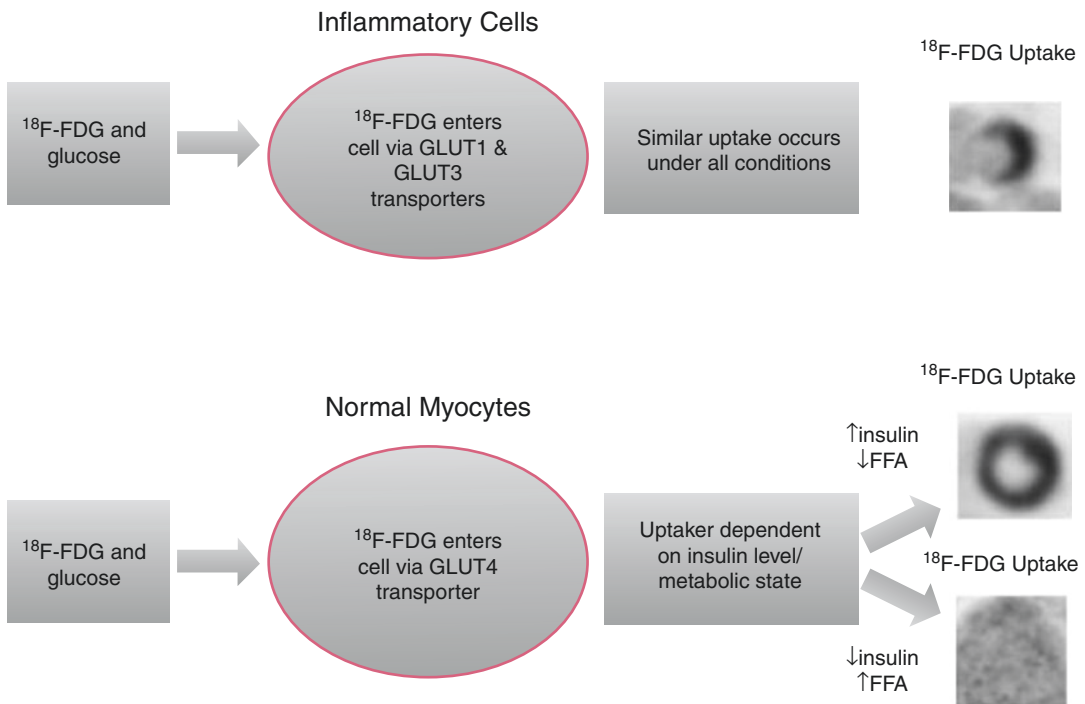 Inflammatory Cells
¹⁸F-FDG Uptake
¹⁸F-FDG and
glucose
¹⁸F-FDG enters
cell via GLUT1 &
GLUT3
transporters
Similar uptake occurs
under all conditions
¹⁸F-FDG Uptake
Normal Myocytes
↑insulin
↓FFA
¹⁸F-FDG and
glucose
¹⁸F-FDG enters
cell via GLUT4
transporter
Uptaker dependent
on insulin level/
metabolic state
¹⁸F-FDG Uptake
↓insulin
↑FFA